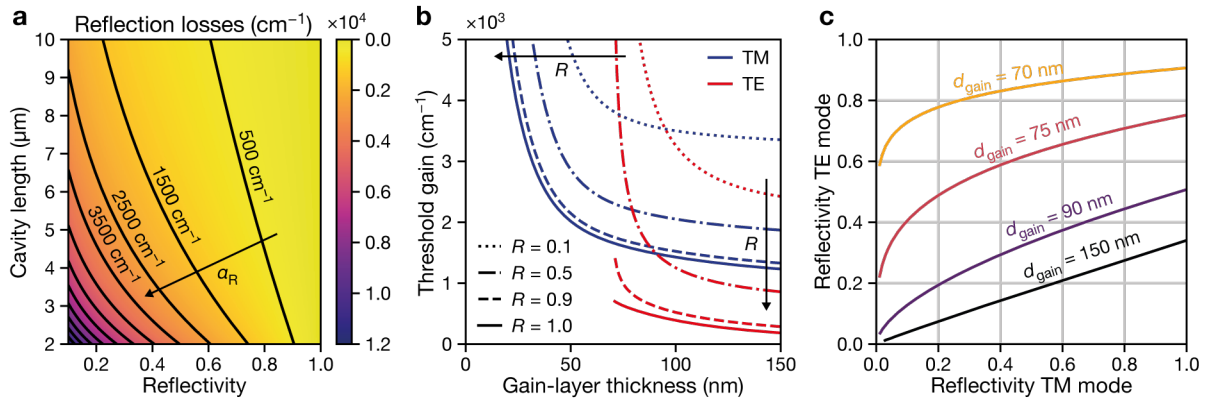 a
Reflection losses (cm⁻¹)
×10⁴
10
9
8
7
6
5
4
3
2
Cavity length (µm)
500 cm⁻¹
1500 cm⁻¹
2500 cm⁻¹
3500 cm⁻¹
α_R
0.2
0.4
0.6
0.8
1.0
Reflectivity
0.0
0.2
0.4
0.6
0.8
1.0
1.2
b
×10³
5
4
3
2
1
0
Threshold gain (cm⁻¹)
R
TM
TE
R
R = 0.1
R = 0.5
R = 0.9
R = 1.0
0
50
100
150
Gain-layer thickness (nm)
c
1.0
0.8
0.6
0.4
0.2
0.0
Reflectivity TE mode
d_gain = 70 nm
d_gain = 75 nm
d_gain = 90 nm
d_gain = 150 nm
0.0
0.2
0.4
0.6
0.8
1.0
Reflectivity TM mode